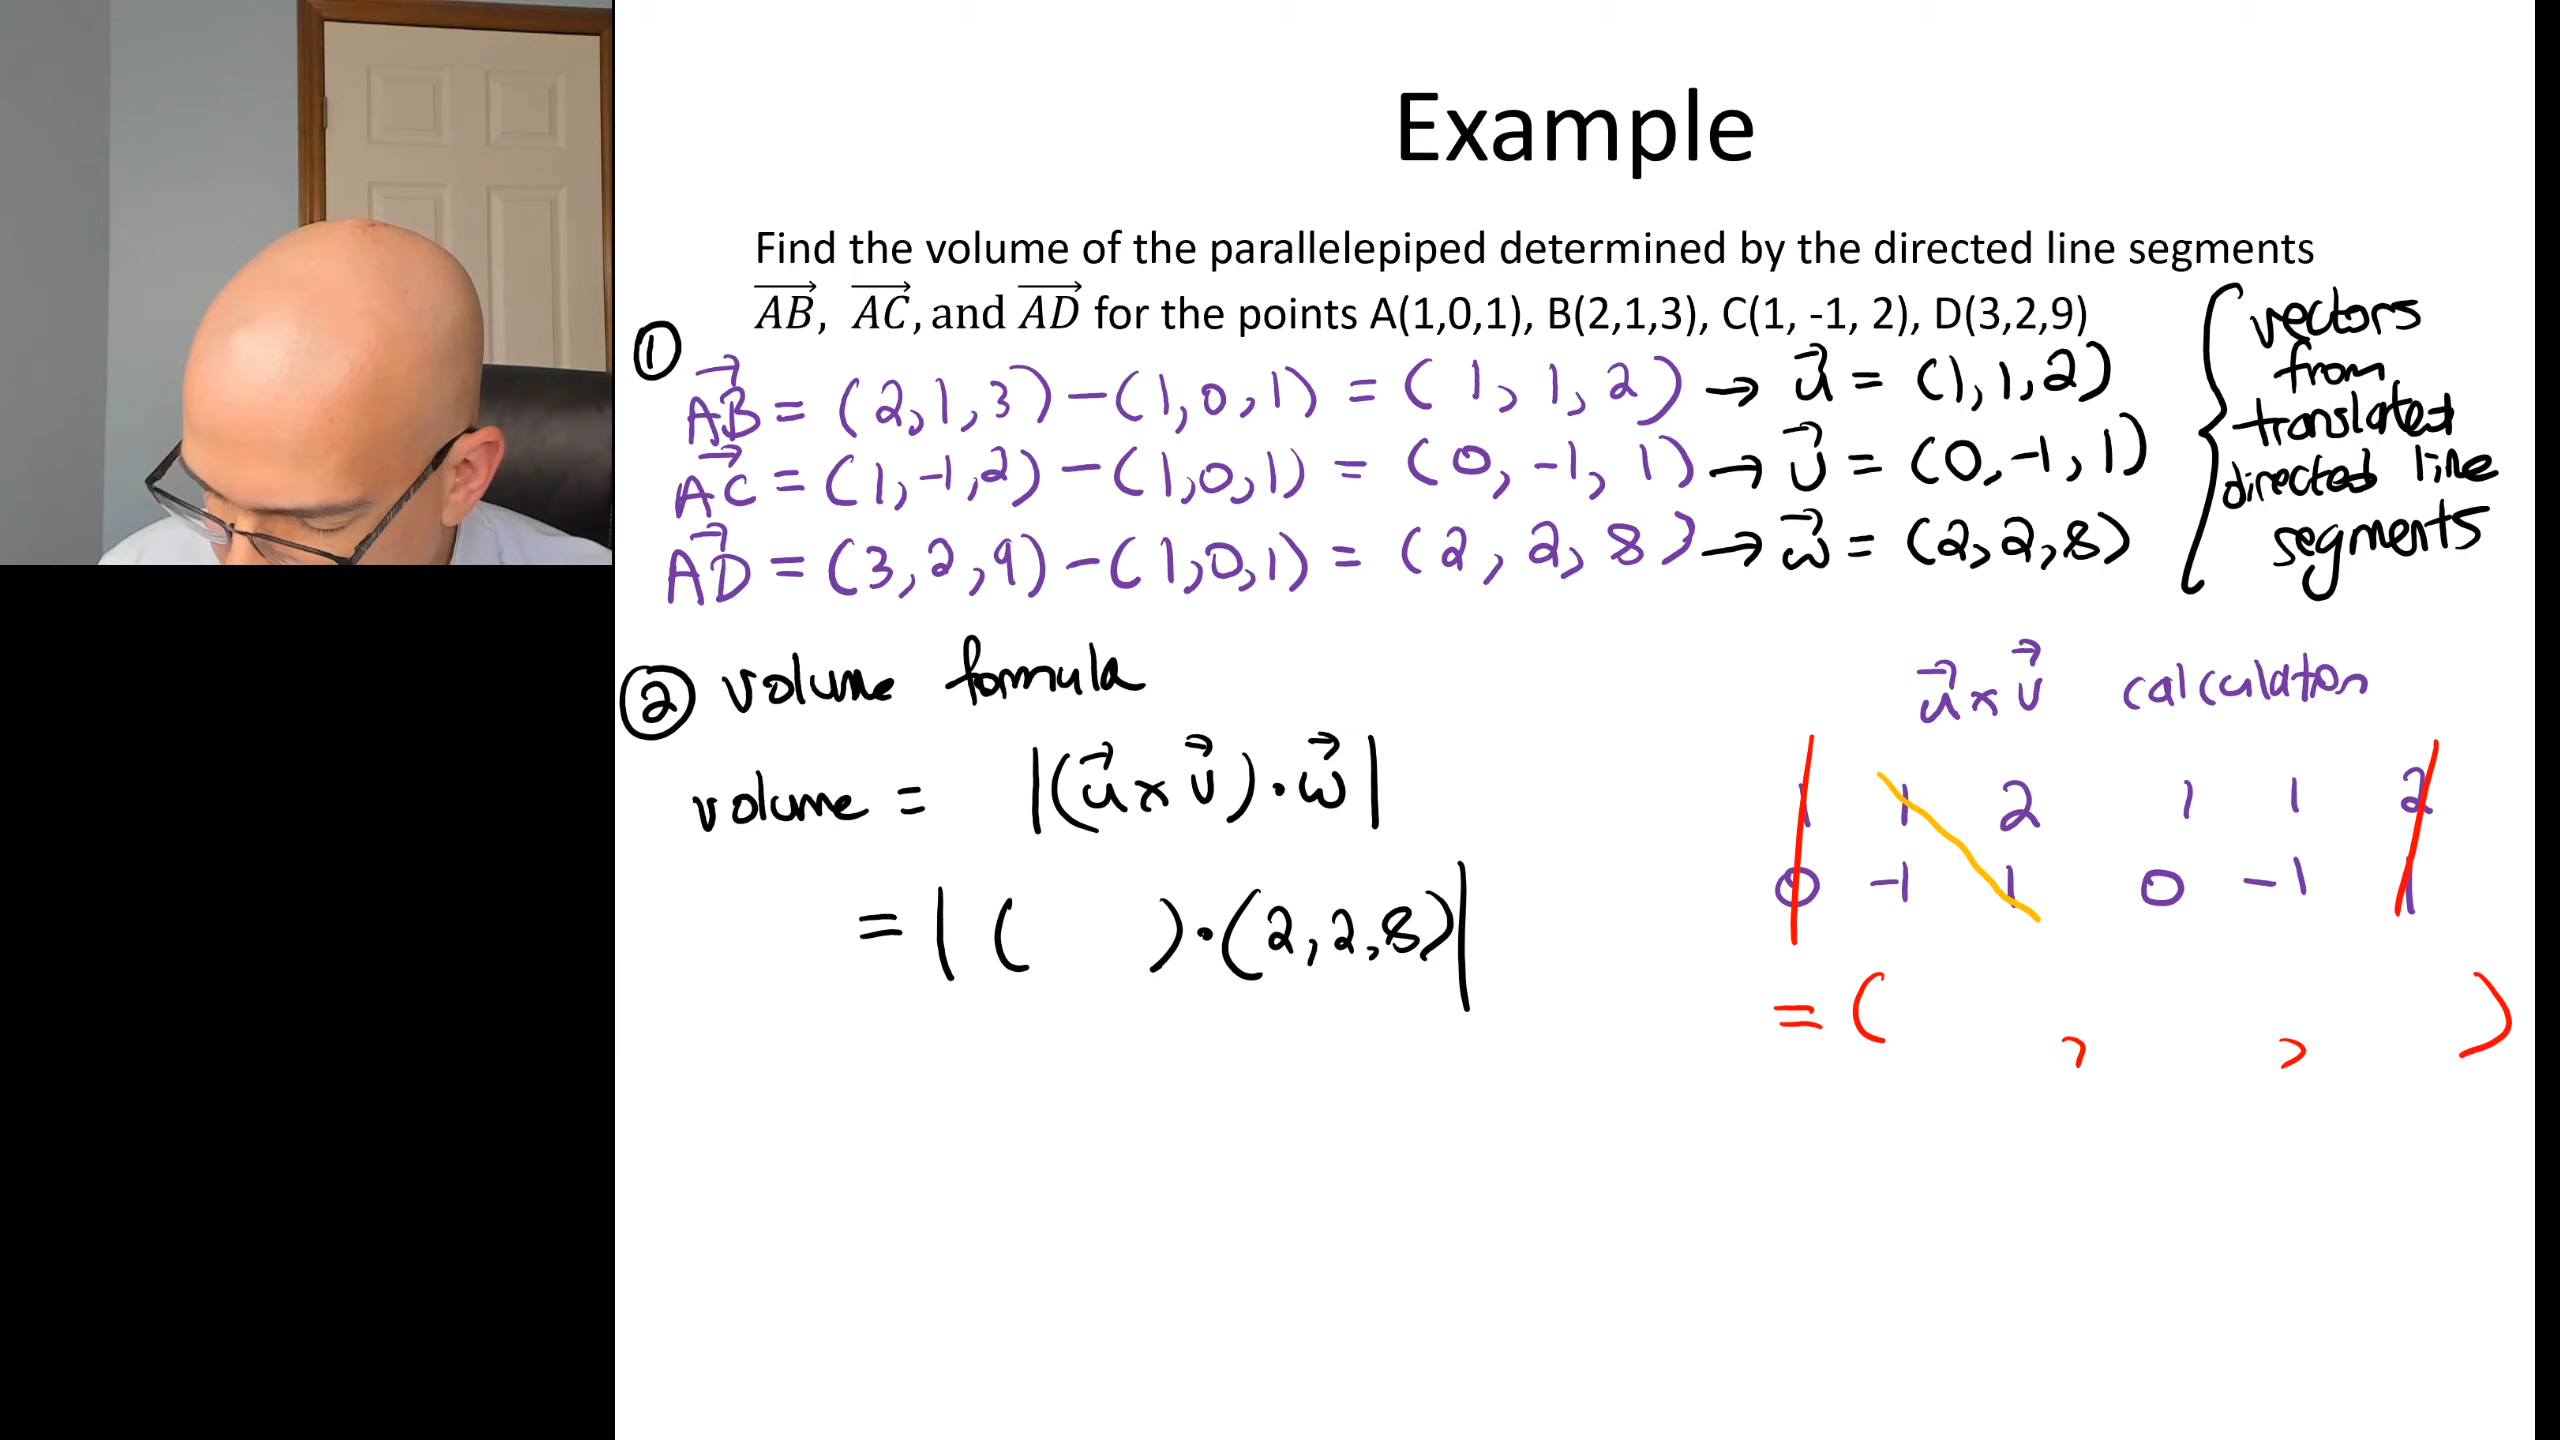 Example
Find the volume of the parallelepiped determined by the directed line segments
AB, AC, and AD for the points A(1,0,1), B(2,1,3), C(1, -1, 2), D(3,2,9)
①
AB = (2,1,3) - (1,0,1) = (1, 1, 2) → u = (1,1,2)
AC = (1,-1,2) - (1,0,1) = (0, -1, 1) → v = (0,-1,1)
AD = (3,2,9) - (1,0,1) = (2, 2, 8) → w = (2,2,8)
vectors
from
translated
directed line
segments
② volume formula
volume = |(u × v) · w|
= | ( ) · (2,2,8) |
u × v calculation
1 1 2 1 1 2
0 -1 1 0 -1 1
= ( , , )